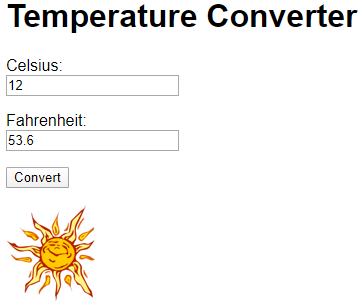 Temperature Converter
Celsius:
12
Fahrenheit:
53.6
Convert